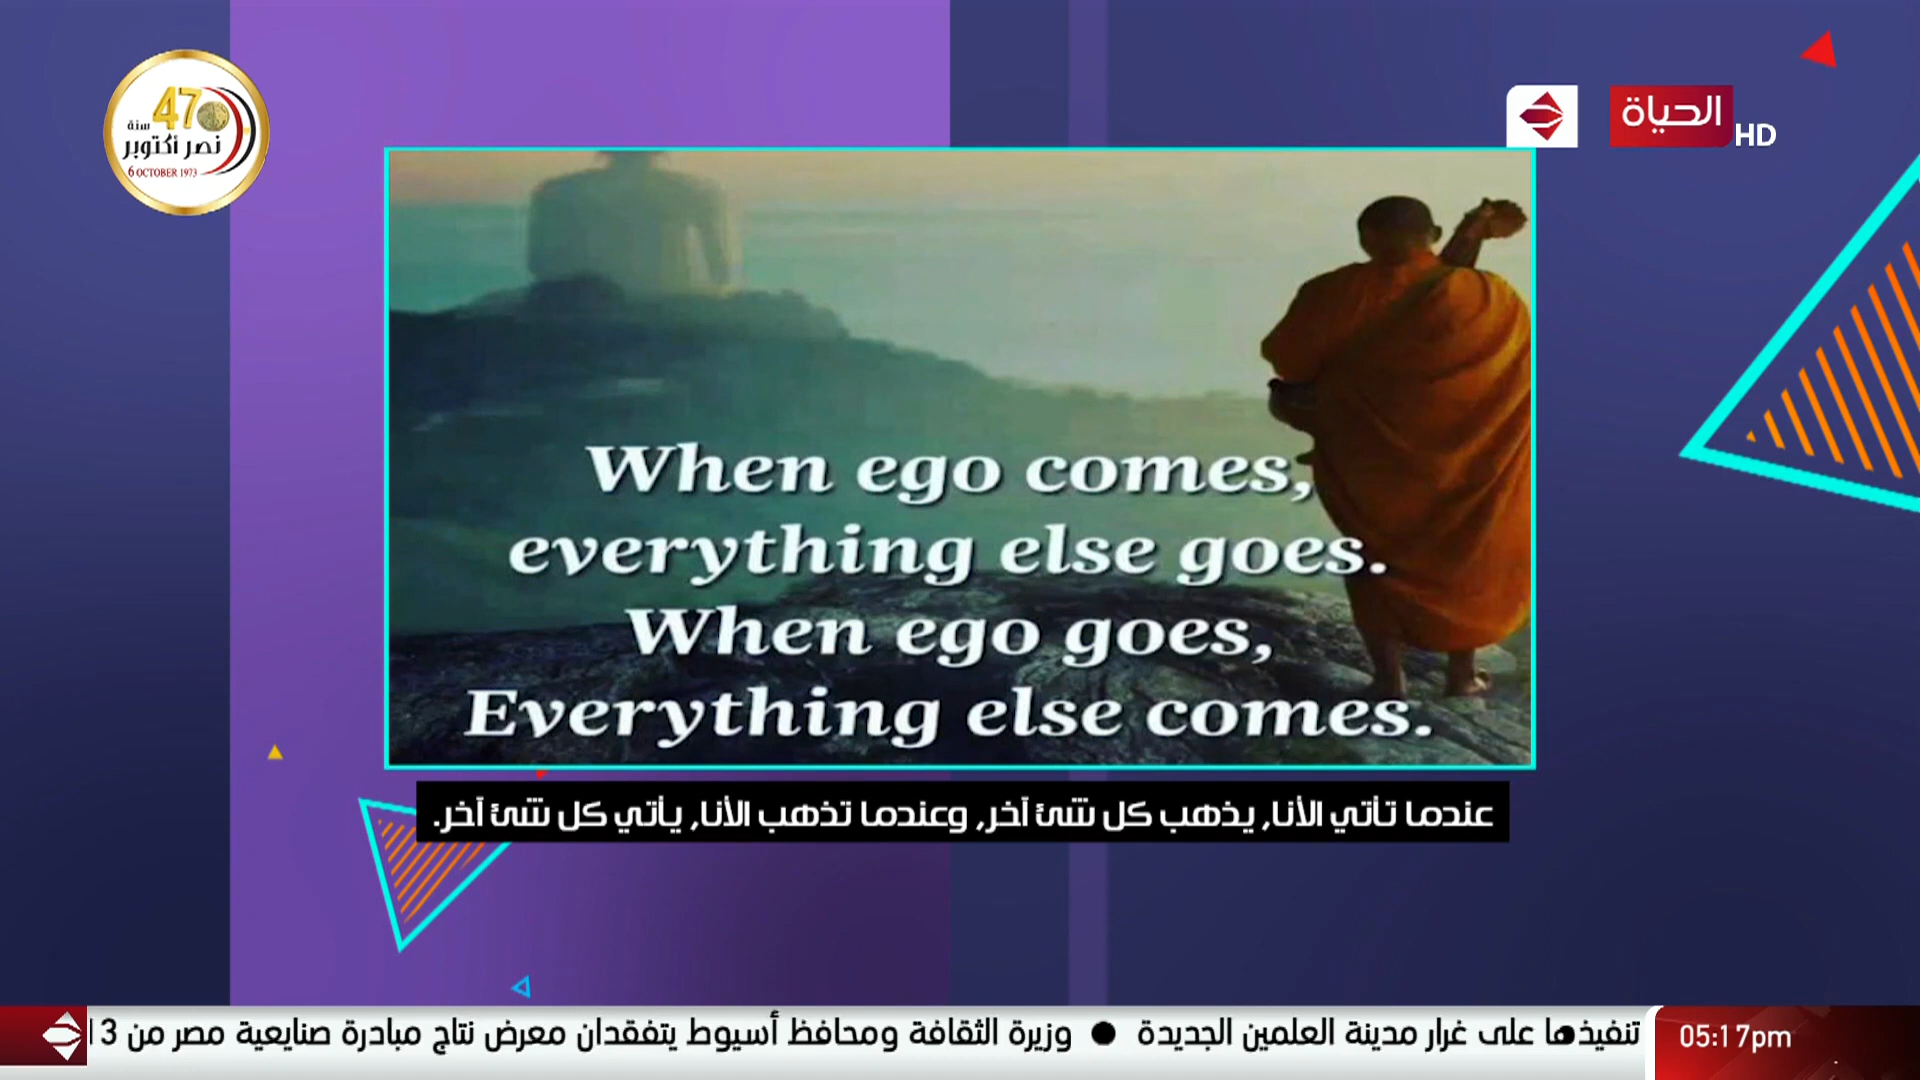 47
سنة
نصر أكتوبر
6 OCTOBER 1973
الحياة
HD
When ego comes,
everything else goes.
When ego goes,
Everything else comes.
عندما تأتي الأنا, يذهب كل شئ آخر, وعندما تذهب الأنا, يأتي كل شئ آخر.
تنفيذها على غرار مدينة العلمين الجديدة ● وزيرة الثقافة ومحافظ أسيوط يتفقدان معرض نتاج مبادرة صنايعية مصر من 13
05:17pm